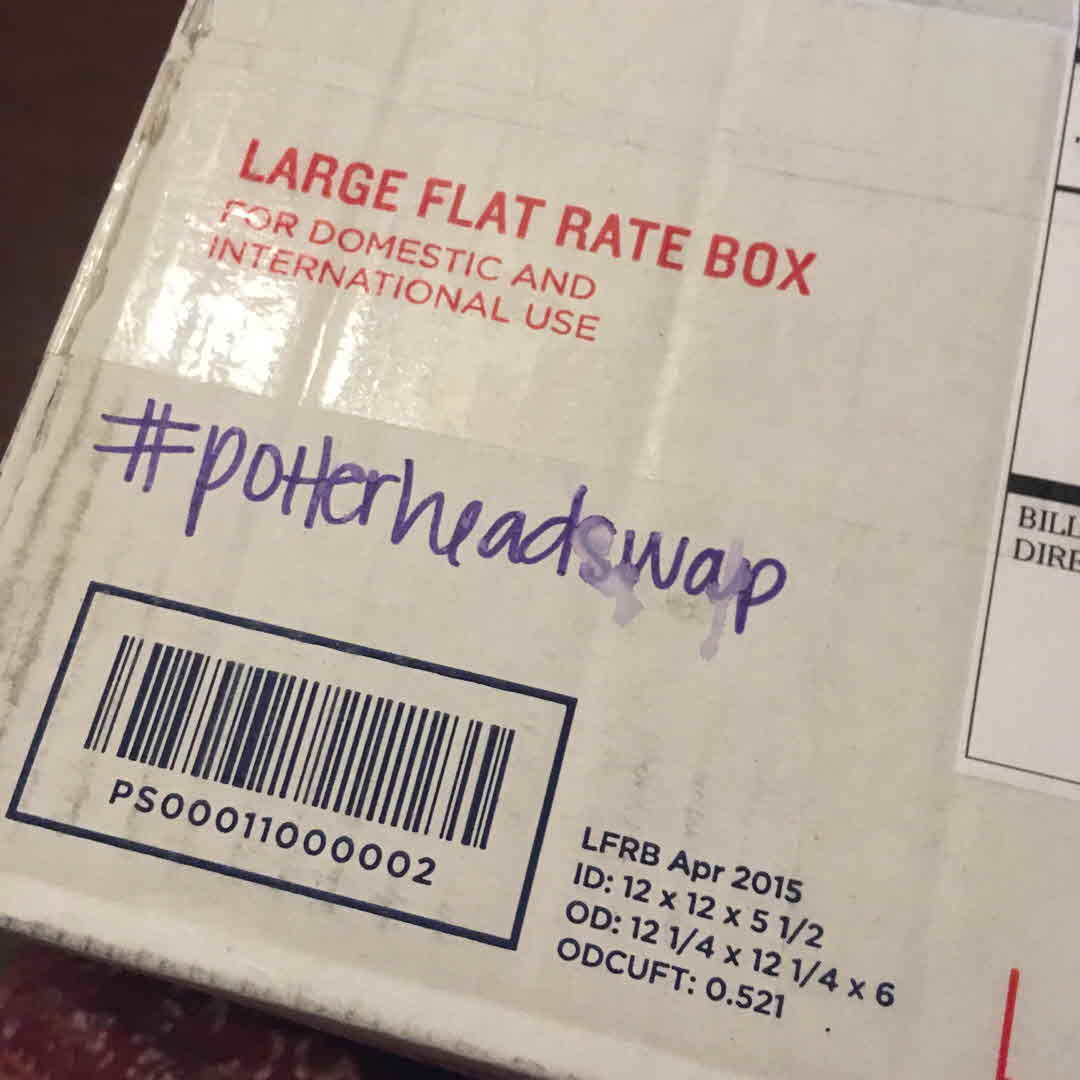 LARGE FLAT RATE BOX
FOR DOMESTIC AND
INTERNATIONAL USE
#potterheadswap
BILL
DIRE
PS00011000002
LFRB Apr 2015
ID: 12 x 12 x 5 1/2
OD: 12 1/4 x 12 1/4 x 6
ODCUFT: 0.521